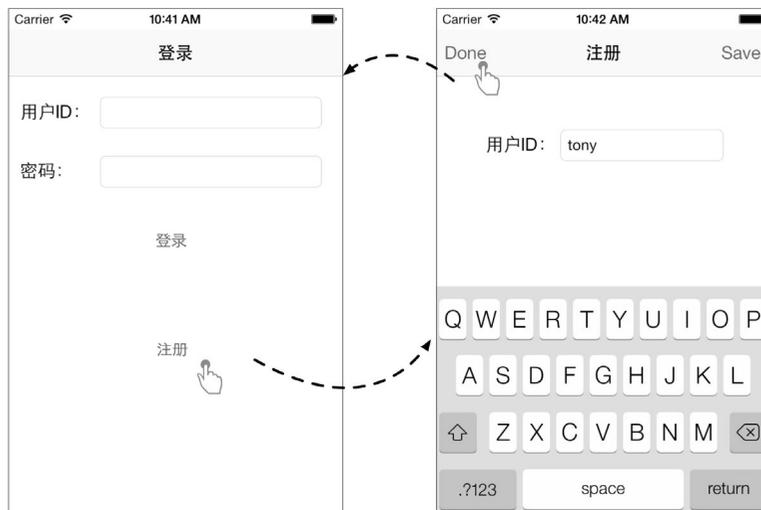 Carrier 10:41 AM
登录
用户ID：
密码：
登录
注册
Carrier 10:42 AM
Done 注册 Save
用户ID： tony
Q W E R T Y U I O P
A S D F G H J K L
Z X C V B N M
.?123 space return